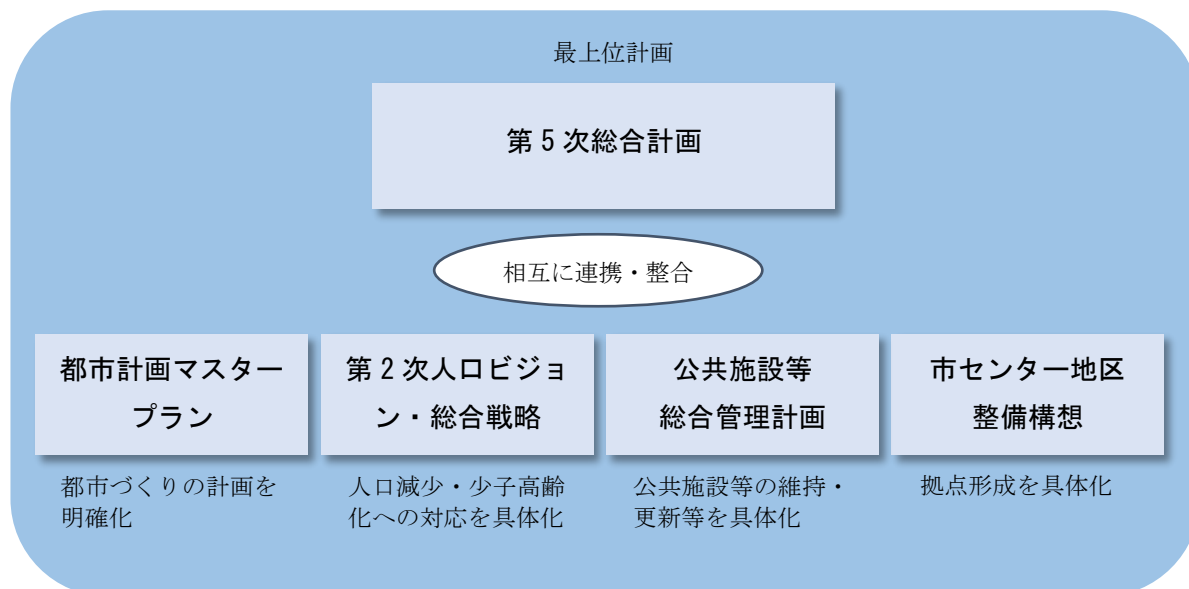 最上位計画
第5次総合計画
相互に連携・整合
都市計画マスター
プラン
第2次人口ビジョ
ン・総合戦略
公共施設等
総合管理計画
市センター地区
整備構想
都市づくりの計画を
明確化
人口減少・少子高齢
化への対応を具体化
公共施設等の維持・
更新等を具体化
拠点形成を具体化